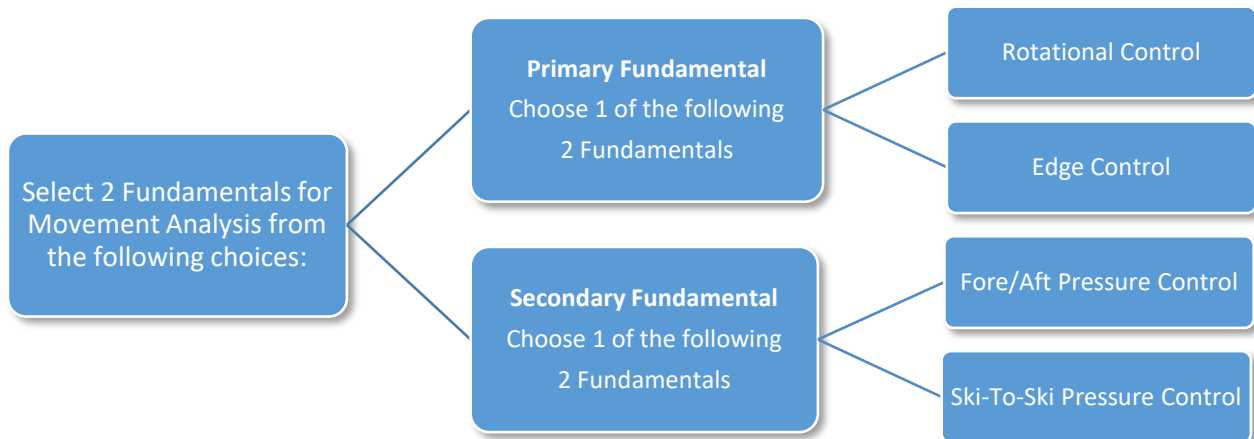 Select 2 Fundamentals for
Movement Analysis from
the following choices:
Primary Fundamental
Choose 1 of the following
2 Fundamentals
Rotational Control
Edge Control
Secondary Fundamental
Choose 1 of the following
2 Fundamentals
Fore/Aft Pressure Control
Ski-To-Ski Pressure Control